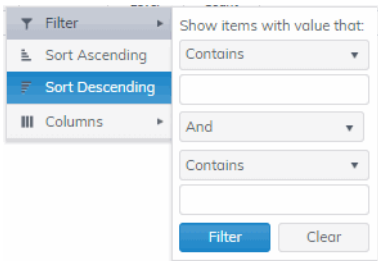 Filter
Sort Ascending
Sort Descending
Columns
Show items with value that:
Contains
And
Contains
Filter Clear